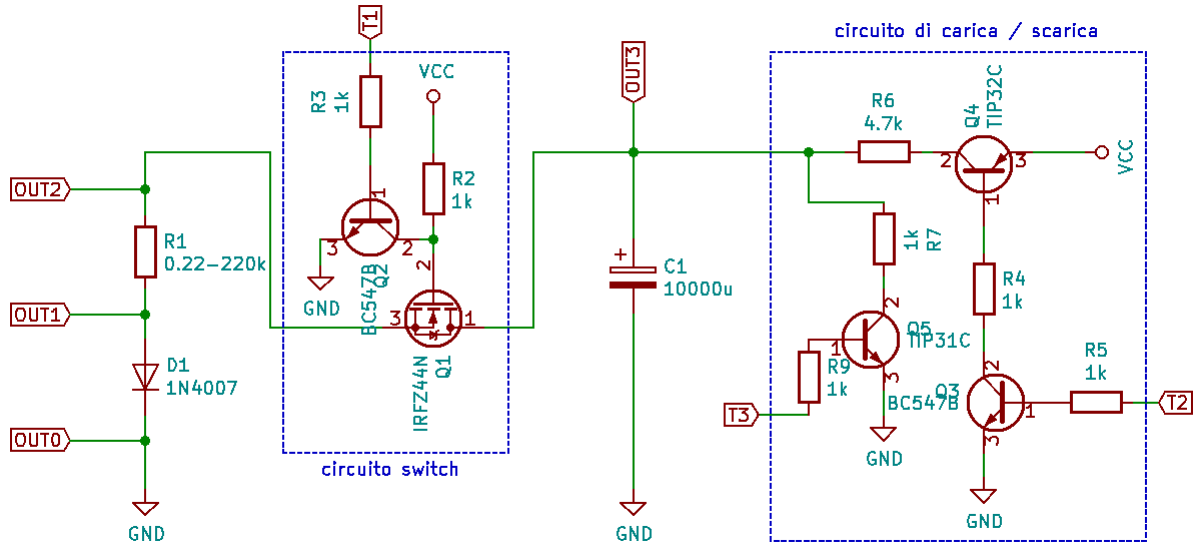 circuito di carica / scarica
T1
OUT3
VCC
R3
1k
R6
4.7k
Q4
TIP32C
2
3
1
VCC
OUT2
R2
1k
1
3
2
R1
0.22-220k
GND
BC547B
Q2
2
1k
R7
R4
1k
C1
10000u
+
OUT1
3
1
IRFZ44N
Q1
2
Q5
TIP31C
1
3
D1
1N4007
R9
1k
R5
1k
Q3
BC547B
2
1
3
T2
T3
OUT0
circuito switch
GND
GND
GND
GND